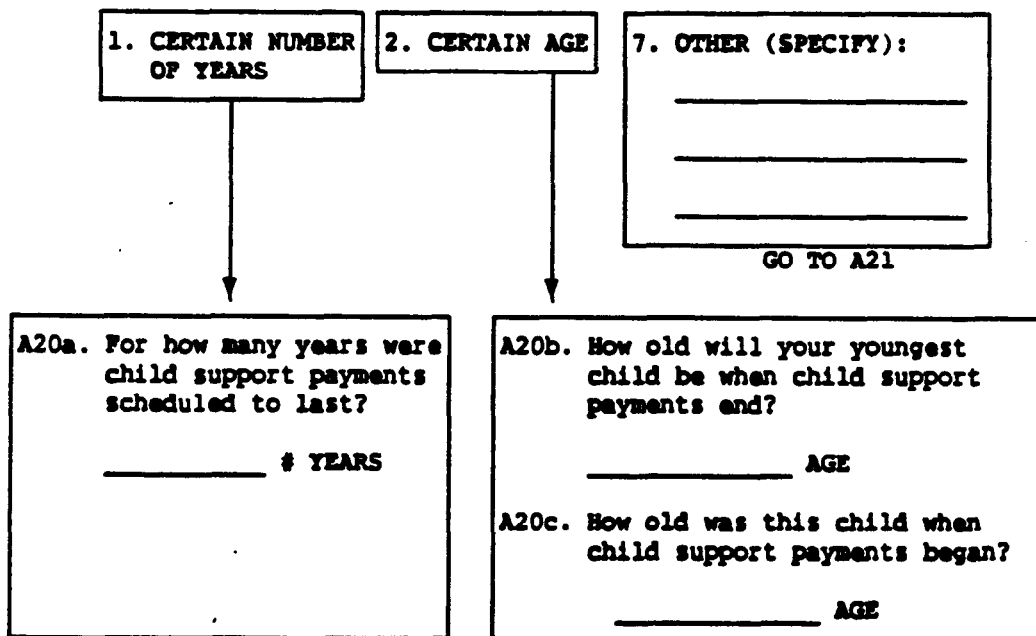 1. CERTAIN NUMBER
OF YEARS
2. CERTAIN AGE
7. OTHER (SPECIFY):
GO TO A21
A20a. For how many years were
child support payments
scheduled to last?
# YEARS
A20b. How old will your youngest
child be when child support
payments end?
AGE
A20c. How old was this child when
child support payments began?
AGE